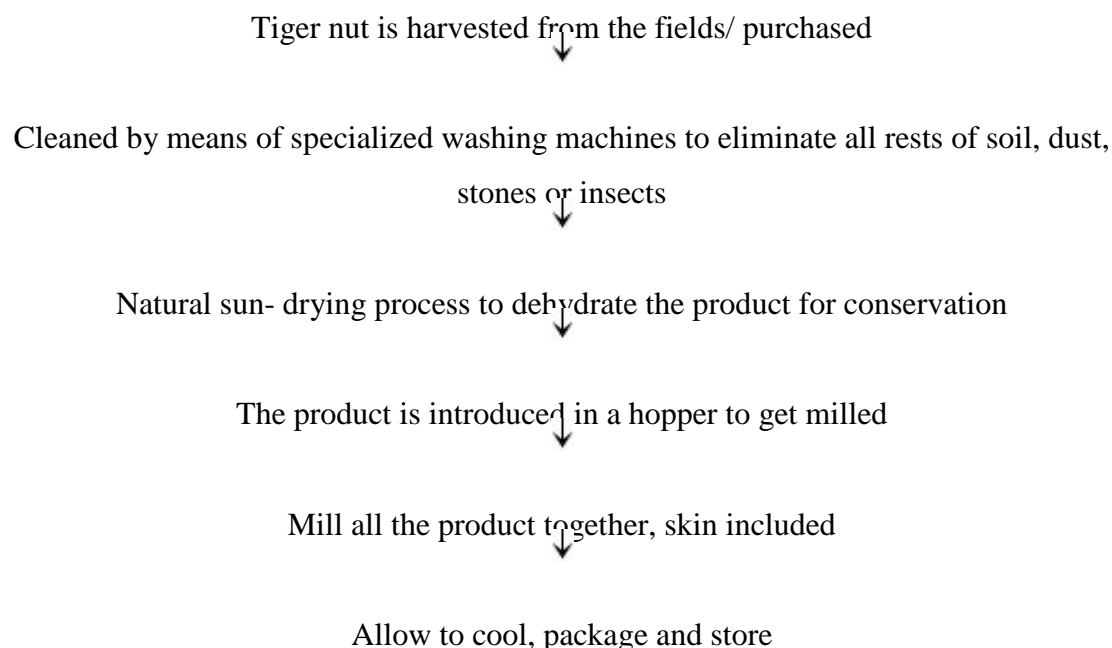 Tiger nut is harvested from the fields/ purchased
Cleaned by means of specialized washing machines to eliminate all rests of soil, dust,
stones or insects
Natural sun- drying process to dehydrate the product for conservation
The product is introduced in a hopper to get milled
Mill all the product together, skin included
Allow to cool, package and store